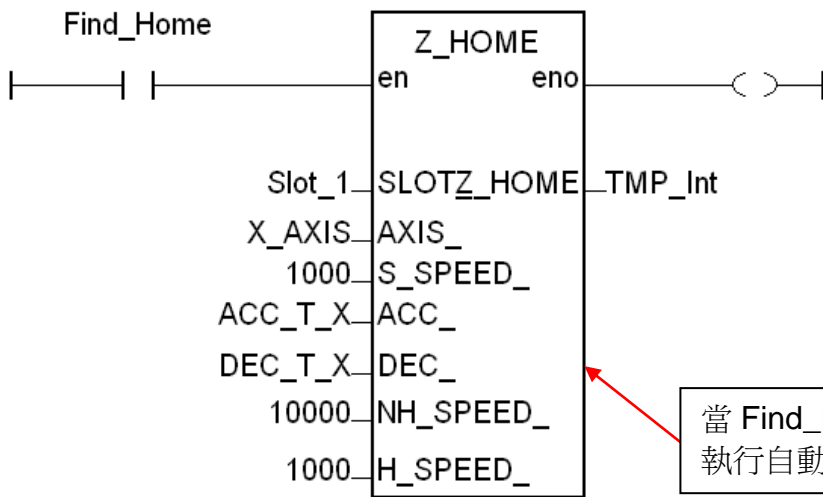 Find_Home
Z_HOME
en eno
Slot_1 SLOTZ_HOME TMP_Int
X_AXIS AXIS_
1000 S_SPEED_
ACC_T_X ACC_
DEC_T_X DEC_
10000 NH_SPEED_
1000 H_SPEED_
當 Find_
執行自動